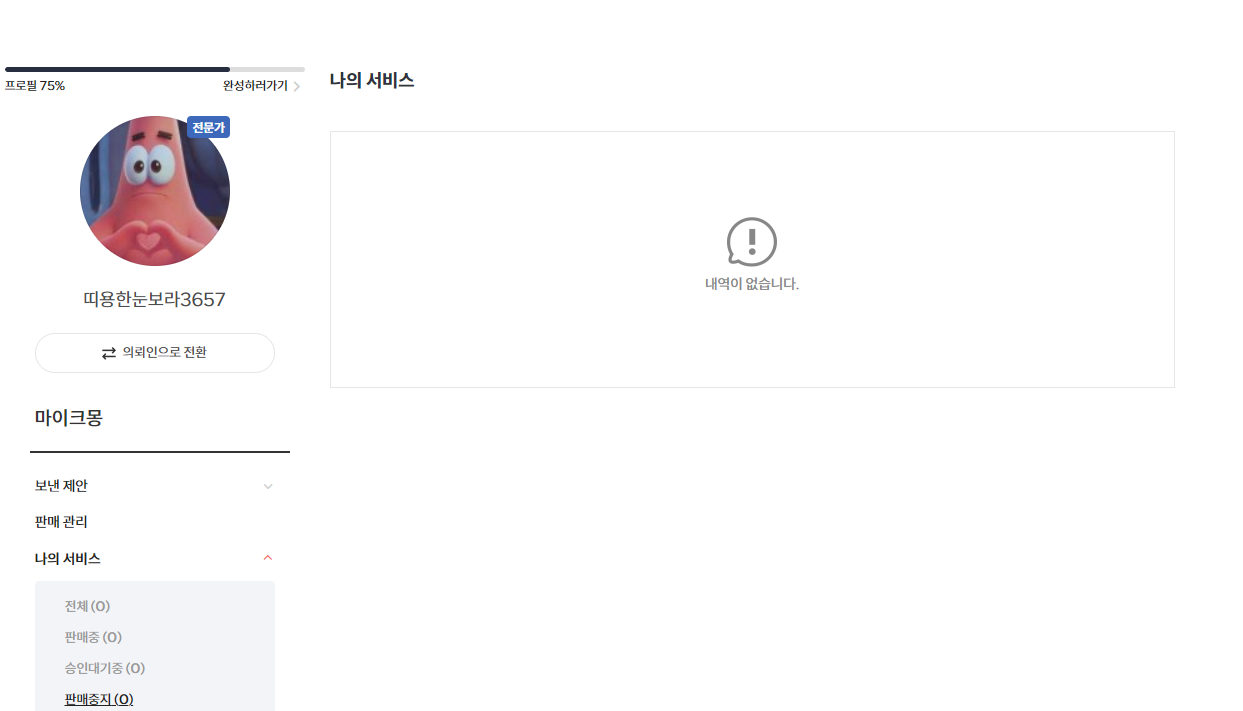 프로필 75%
완성하러가기
전문가
띠용한눈보라3657
의뢰인으로 전환
마이크몽
보낸 제안
판매 관리
나의 서비스
전체 (0)
판매중 (0)
승인대기중 (0)
판매중지 (0)
나의 서비스
내역이 없습니다.